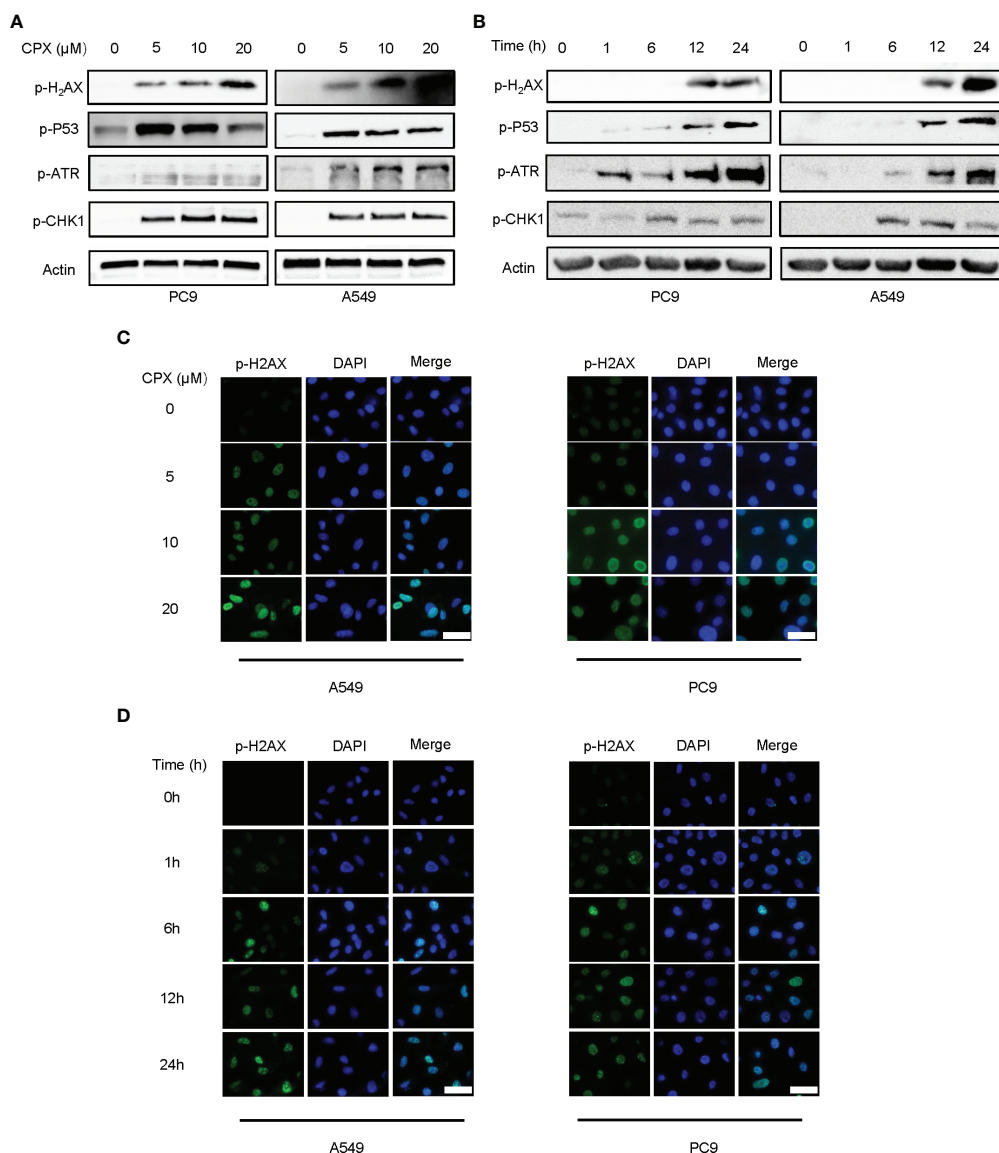 A
B
CPX (µM) 0 5 10 20 0 5 10 20
Time (h) 0 1 6 12 24 0 1 6 12 24
p-H₂AX
p-P53
p-ATR
p-CHK1
Actin
PC9 A549
p-H₂AX
p-P53
p-ATR
p-CHK1
Actin
PC9 A549
C
p-H2AX DAPI Merge p-H2AX DAPI Merge
CPX (µM)
0
5
10
20
A549 PC9
D
p-H2AX DAPI Merge p-H2AX DAPI Merge
Time (h)
0h
1h
6h
12h
24h
A549 PC9